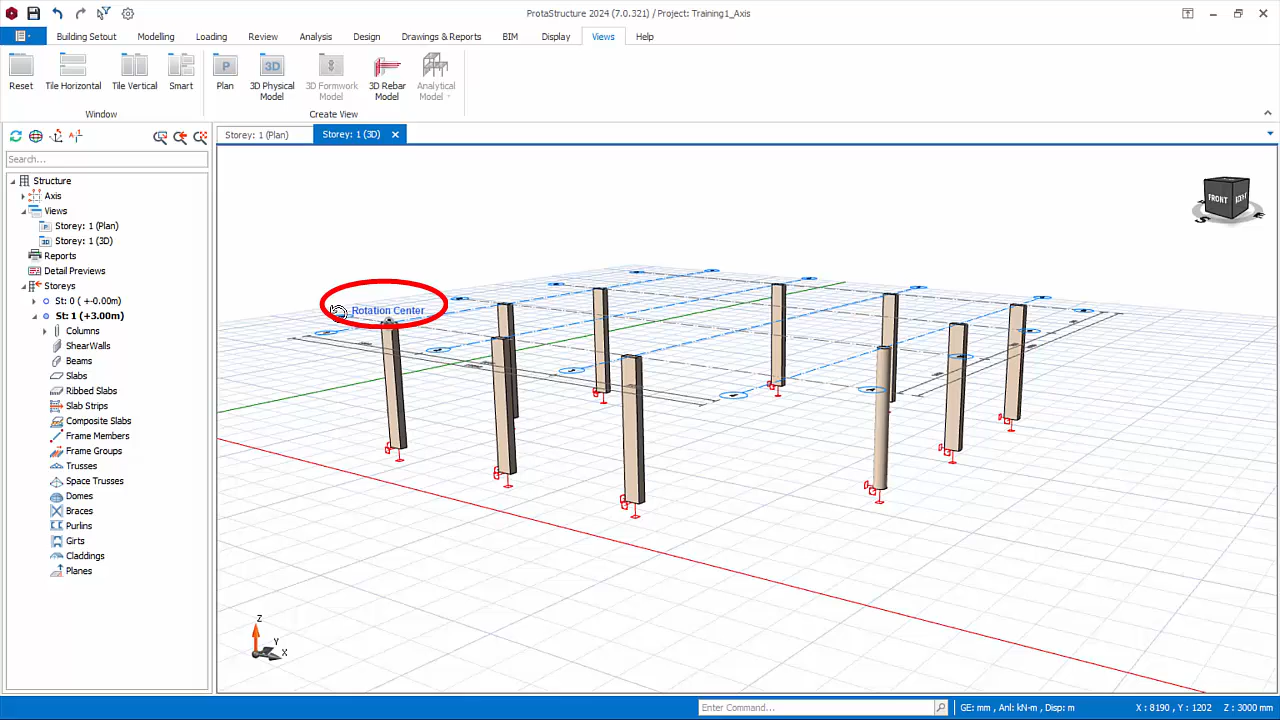 ProtaStructure 2024 (7.0.321) / Project: Training1_Axis
Building Setout
Modelling
Loading
Review
Analysis
Design
Drawings & Reports
BIM
Display
Views
Help
Reset
Tile Horizontal
Tile Vertical
Smart
Plan
3D Physical Model
3D Formwork Model
3D Rebar Model
Analytical Model
Window
Create View
Storey: 1 (Plan)
Storey: 1 (3D)
Search...
Structure
Axis
Views
Storey: 1 (Plan)
Storey: 1 (3D)
Reports
Detail Previews
Storeys
St: 0 ( +-0.00m)
St: 1 (+3.00m)
Columns
ShearWalls
Beams
Slabs
Ribbed Slabs
Slab Strips
Composite Slabs
Frame Members
Frame Groups
Trusses
Space Trusses
Domes
Braces
Purlins
Girts
Claddings
Planes
Rotation Center
FRONT
S
E
Z
Y
X
Enter Command...
GE: mm , Anl: kN-m , Disp: m
X : 8190 , Y : 1202
Z : 3000 mm